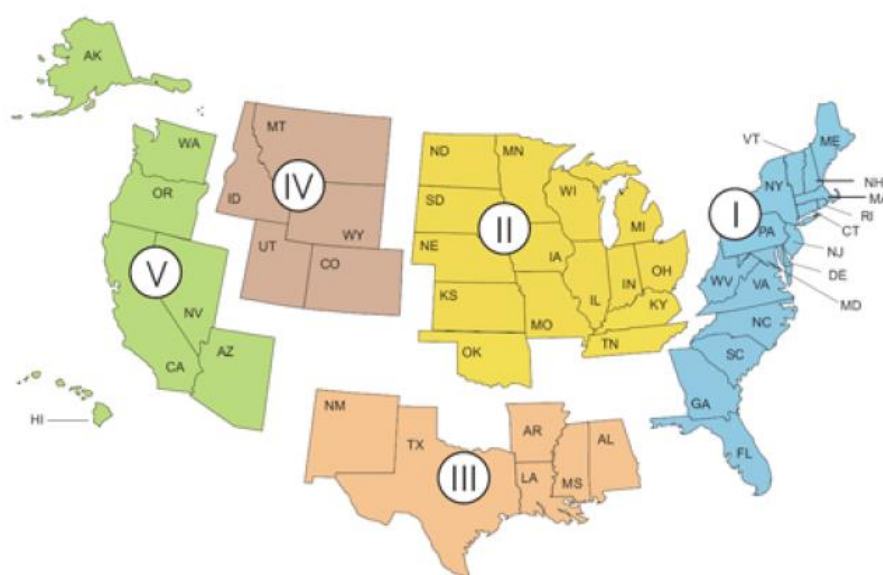 AK
WA
OR
V
NV
CA
AZ
HI
MT
IV
ID
WY
UT
CO
ND
MN
SD
WI
II
MI
NE
IA
IL
IN
OH
KS
MO
KY
TN
OK
NM
TX
III
AR
LA
MS
AL
VT
ME
NH
NY
MA
I
RI
CT
PA
NJ
DE
WV
VA
MD
NC
SC
GA
FL